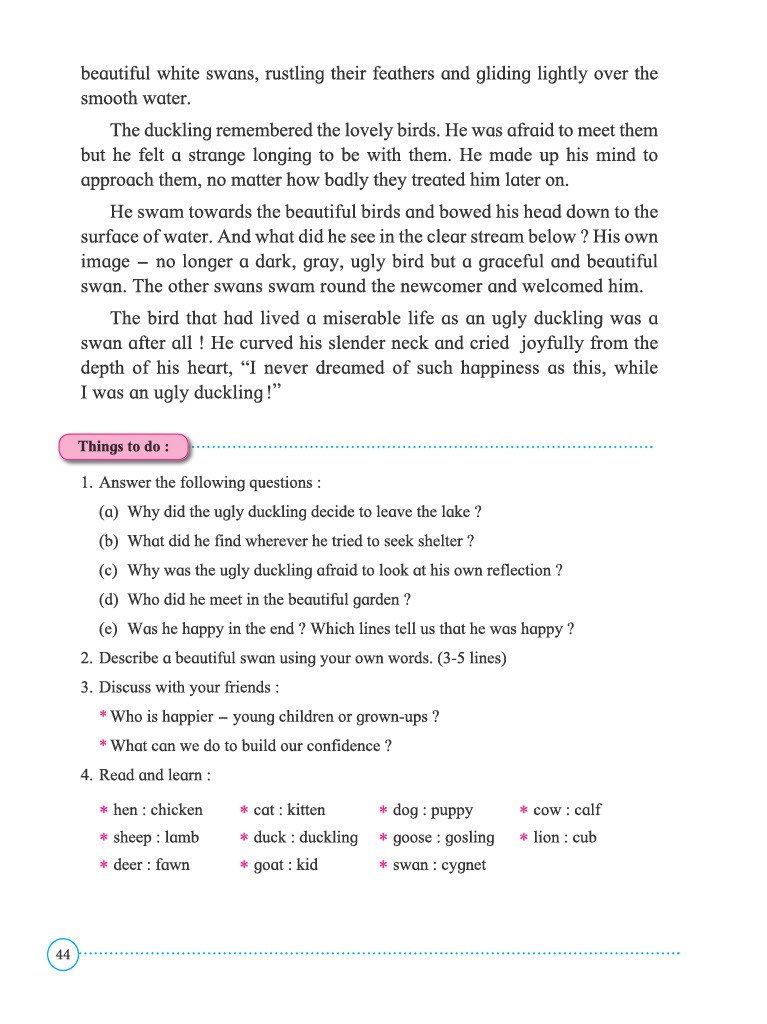 beautiful white swans, rustling their feathers and gliding lightly over the
smooth water.
The duckling remembered the lovely birds. He was afraid to meet them
but he felt a strange longing to be with them. He made up his mind to
approach them, no matter how badly they treated him later on.
He swam towards the beautiful birds and bowed his head down to the
surface of water. And what did he see in the clear stream below ? His own
image – no longer a dark, gray, ugly bird but a graceful and beautiful
swan. The other swans swam round the newcomer and welcomed him.
The bird that had lived a miserable life as an ugly duckling was a
swan after all ! He curved his slender neck and cried joyfully from the
depth of his heart, “I never dreamed of such happiness as this, while
I was an ugly duckling !”
Things to do :
1. Answer the following questions :
(a) Why did the ugly duckling decide to leave the lake ?
(b) What did he find wherever he tried to seek shelter ?
(c) Why was the ugly duckling afraid to look at his own reflection ?
(d) Who did he meet in the beautiful garden ?
(e) Was he happy in the end ? Which lines tell us that he was happy ?
2. Describe a beautiful swan using your own words. (3-5 lines)
3. Discuss with your friends :
* Who is happier – young children or grown-ups ?
* What can we do to build our confidence ?
4. Read and learn :
* hen : chicken * cat : kitten * dog : puppy * cow : calf
* sheep : lamb * duck : duckling * goose : gosling * lion : cub
* deer : fawn * goat : kid * swan : cygnet
44